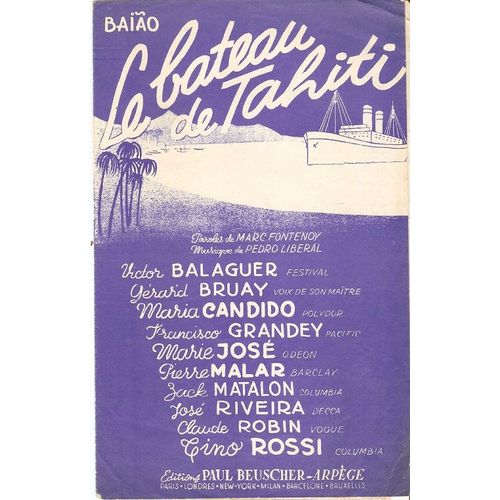 BAIÃO
Le bateau
de Tahiti
Paroles de MARC FONTENOY
Musique de PEDRO LIBERAL
Victor BALAGUER FESTIVAL
Gérard BRUAY VOIX DE SON MAÎTRE
Maria CANDIDO POLYDOR
Francisco GRANDEY PACIFIC
Marie JOSÉ ODEON
Pierre MALAR BARCLAY
Jack MATALON COLUMBIA
José RIVEIRA DECCA
Claude ROBIN VOGUE
Tino ROSSI COLUMBIA
Editions PAUL BEUSCHER-ARPÈGE
PARIS-LONDRES-NEW-YORK-MILAN-BARCELONE-BRUXELLES